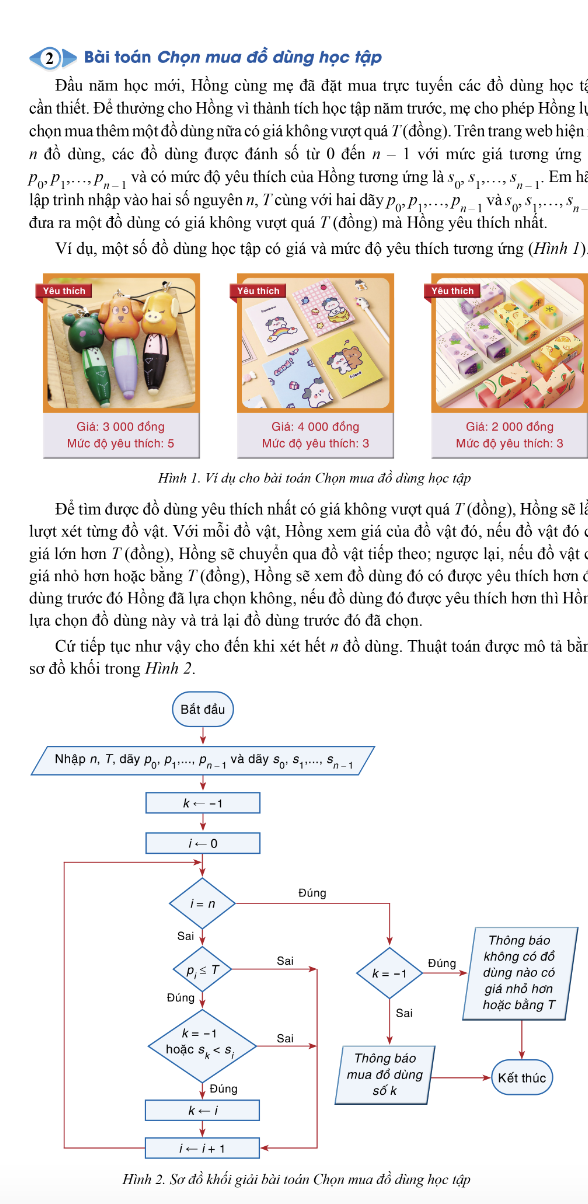 2 Bài toán Chọn mua đồ dùng học tập
Đầu năm học mới, Hồng cùng mẹ đã đặt mua trực tuyến các đồ dùng học
cần thiết. Để thưởng cho Hồng vì thành tích học tập năm trước, mẹ cho phép Hồng
chọn mua thêm một đồ dùng nữa có giá không vượt quá T (đồng). Trên trang web hiện
n đồ dùng, các đồ dùng được đánh số từ 0 đến n – 1 với mức giá tương ứng
p₀, p₁,…, pₙ₋₁ và có mức độ yêu thích của Hồng tương ứng là s₀, s₁,…, sₙ₋₁. Em
lập trình nhập vào hai số nguyên n, T cùng với hai dãy p₀, p₁,…, pₙ₋₁ và s₀, s₁,…,
đưa ra một đồ dùng có giá không vượt quá T (đồng) mà Hồng yêu thích nhất.
Ví dụ, một số đồ dùng học tập có giá và mức độ yêu thích tương ứng (Hình 1).
Yêu thích
Yêu thích
Yêu thích
Giá: 3 000 đồng
Mức độ yêu thích: 5
Giá: 4 000 đồng
Mức độ yêu thích: 3
Giá: 2 000 đồng
Mức độ yêu thích: 3
Hình 1. Ví dụ cho bài toán Chọn mua đồ dùng học tập
Để tìm được đồ dùng yêu thích nhất có giá không vượt quá T (đồng), Hồng sẽ
lượt xét từng đồ vật. Với mỗi đồ vật, Hồng xem giá của đồ vật đó, nếu đồ vật đó
giá lớn hơn T (đồng), Hồng sẽ chuyển qua đồ vật tiếp theo; ngược lại, nếu đồ vật
giá nhỏ hơn hoặc bằng T (đồng), Hồng sẽ xem đồ dùng đó có được yêu thích hơn
dùng trước đó Hồng đã lựa chọn không, nếu đồ dùng đó được yêu thích hơn thì
lựa chọn đồ dùng này và trả lại đồ dùng trước đó đã chọn.
Cứ tiếp tục như vậy cho đến khi xét hết n đồ dùng. Thuật toán được mô tả
sơ đồ khối trong Hình 2.
Bắt đầu
Nhập n, T, dãy p₀, p₁,..., pₙ₋₁ và dãy s₀, s₁,..., sₙ₋₁
k ← –1
i ← 0
i = n
Đúng
Sai
pᵢ ≤ T
Sai
Đúng
k = –1
hoặc sₖ < sᵢ
Sai
Đúng
k ← i
i ← i + 1
k = –1
Đúng
Sai
Thông báo
không có đồ
dùng nào có
giá nhỏ hơn
hoặc bằng T
Thông báo
mua đồ dùng
số k
Kết thúc
Hình 2. Sơ đồ khối giải bài toán Chọn mua đồ dùng học tập